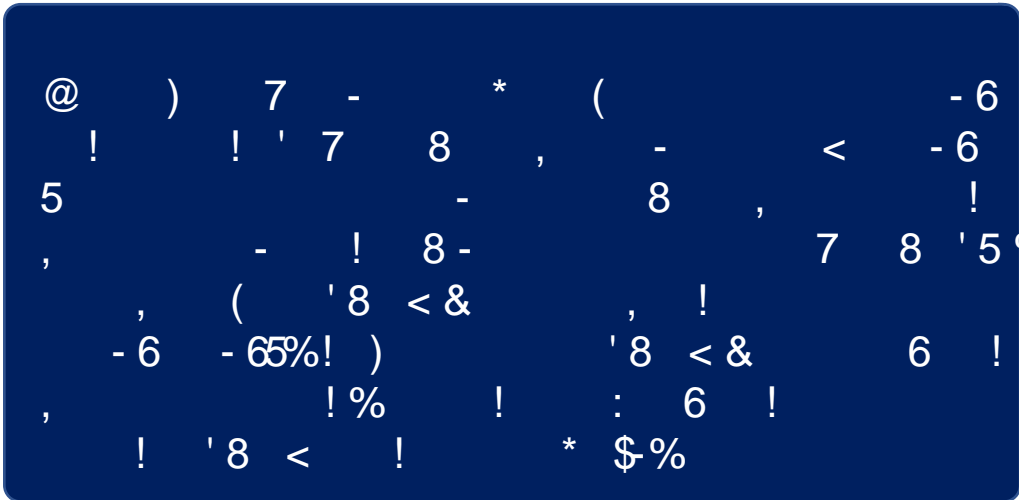 @ ) 7 - * ( - 6
! ! ' 7 8 , - < - 6
5 - 8 , !
, - ! 8 - 7 8 ' 5 %
, ( ' 8 < & , !
- 6 - 65%! ) ' 8 < & 6 !
, ! % ! : 6 !
! ' 8 < ! * $-%